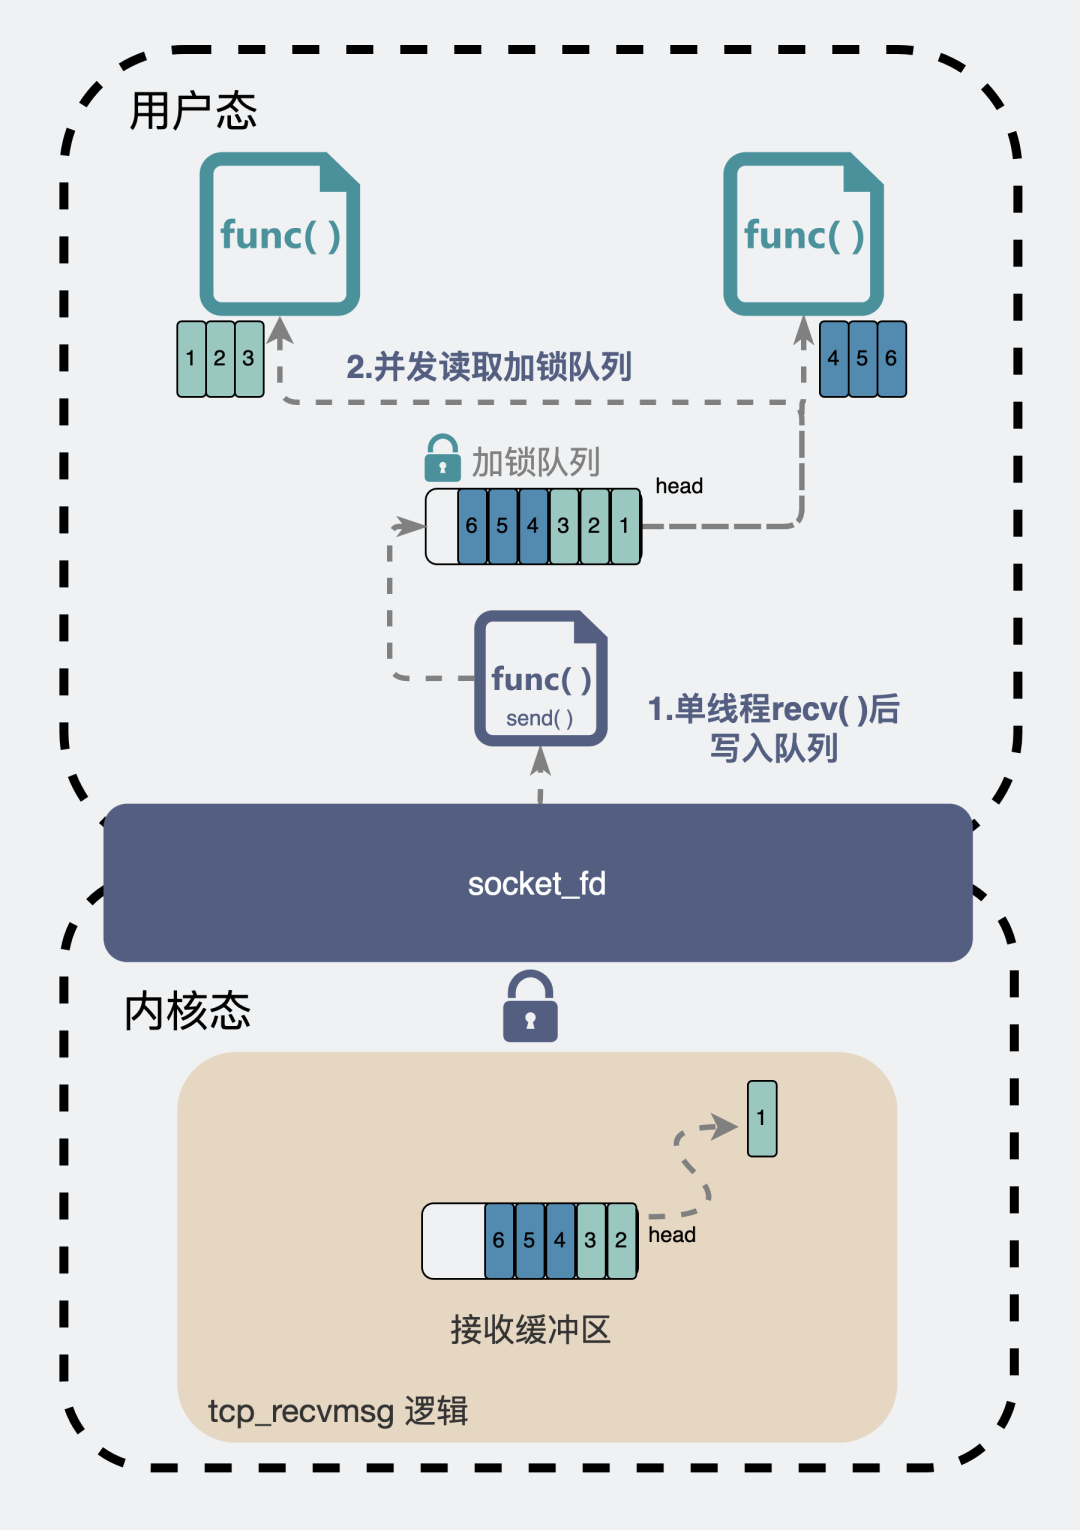 用户态
func( )
func( )
1 2 3
2.并发读取加锁队列
4 5 6
加锁队列
head
6 5 4 3 2 1
func( )
send( )
1.单线程recv( )后
写入队列
socket_fd
内核态
1
6 5 4 3 2
head
接收缓冲区
tcp_recvmsg 逻辑